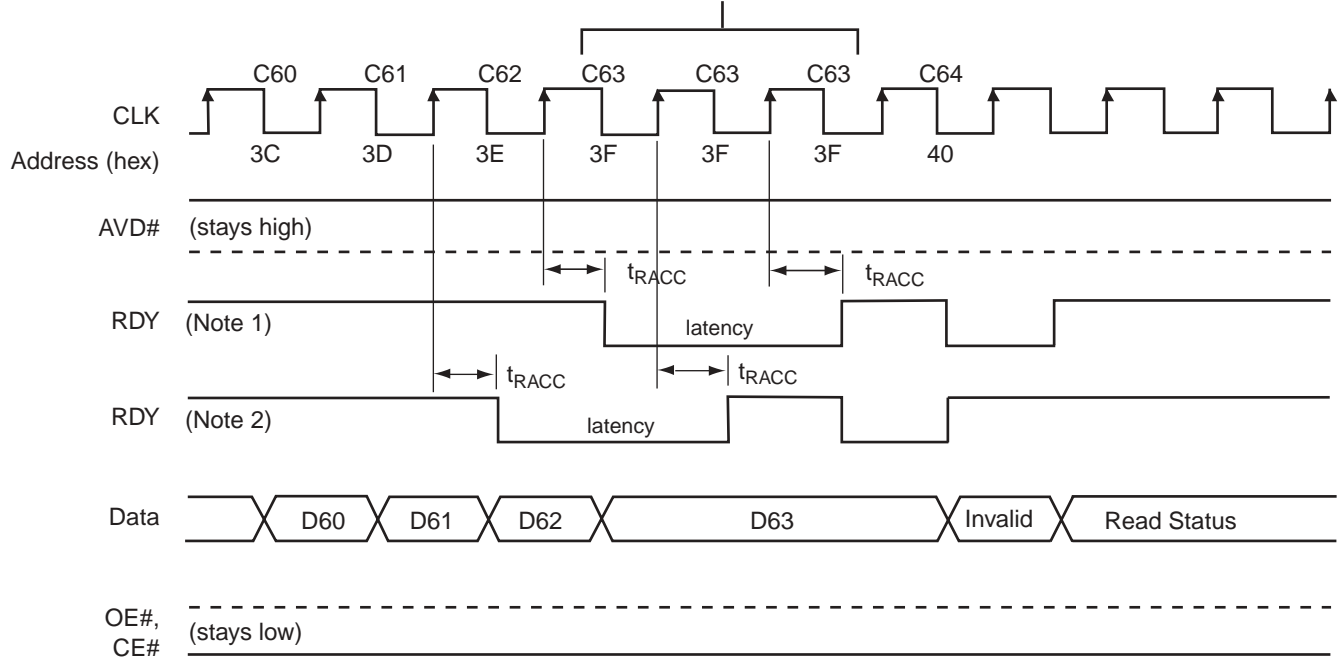 C60 C61 C62 C63 C63 C63 C64
CLK
Address (hex) 3C 3D 3E 3F 3F 3F 40
AVD# (stays high)
tRACC tRACC
RDY (Note 1) latency
tRACC tRACC
RDY (Note 2) latency
Data D60 D61 D62 D63 Invalid Read Status
OE#,
CE# (stays low)